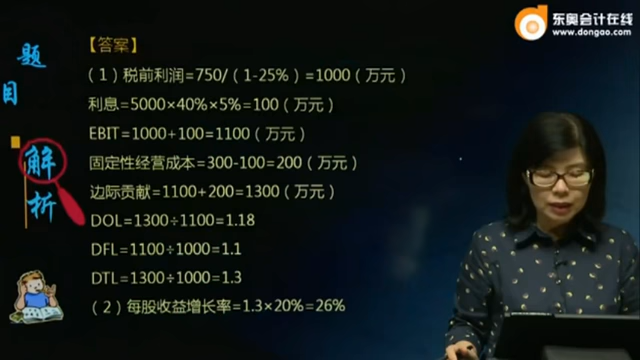 东奥会计在线
www.dongao.com
题目
解析
【答案】
（1）税前利润=750/（1-25%）=1000（万元）
利息=5000×40%×5%=100（万元）
EBIT=1000+100=1100（万元）
固定性经营成本=300-100=200（万元）
边际贡献=1100+200=1300（万元）
DOL=1300÷1100=1.18
DFL=1100÷1000=1.1
DTL=1300÷1000=1.3
（2）每股收益增长率=1.3×20%=26%